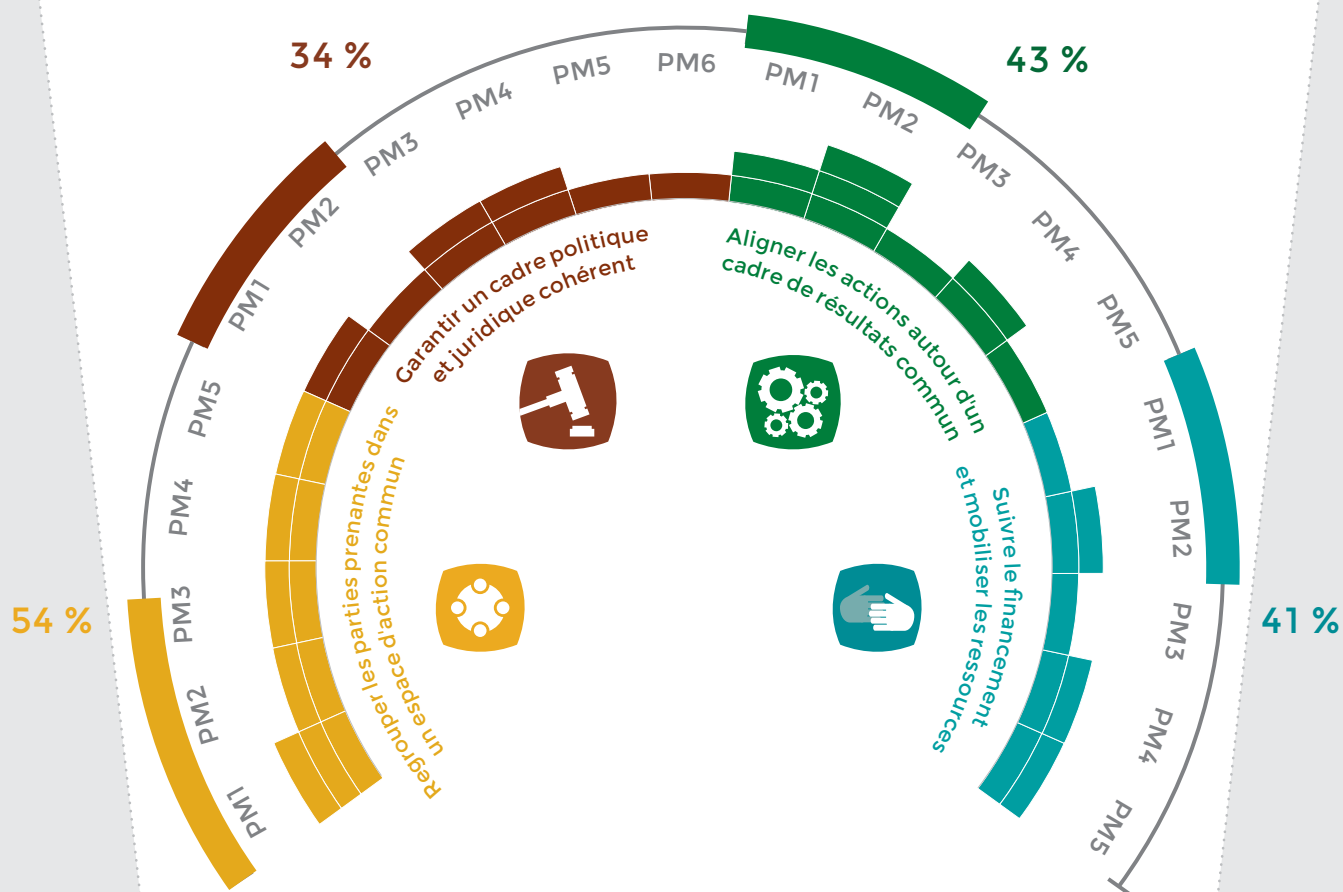 34 %
PM1
PM2
PM3
PM4
PM5
PM6
Garantir un cadre politique
et juridique cohérent
43 %
PM1
PM2
PM3
PM4
PM5
Aligner les actions autour d'un
cadre de résultats commun
54 %
PM1
PM2
PM3
PM4
PM5
Regrouper les parties prenantes dans
un espace d'action commun
41 %
PM1
PM2
PM3
PM4
PM5
Suivre le financement
et mobiliser les ressources